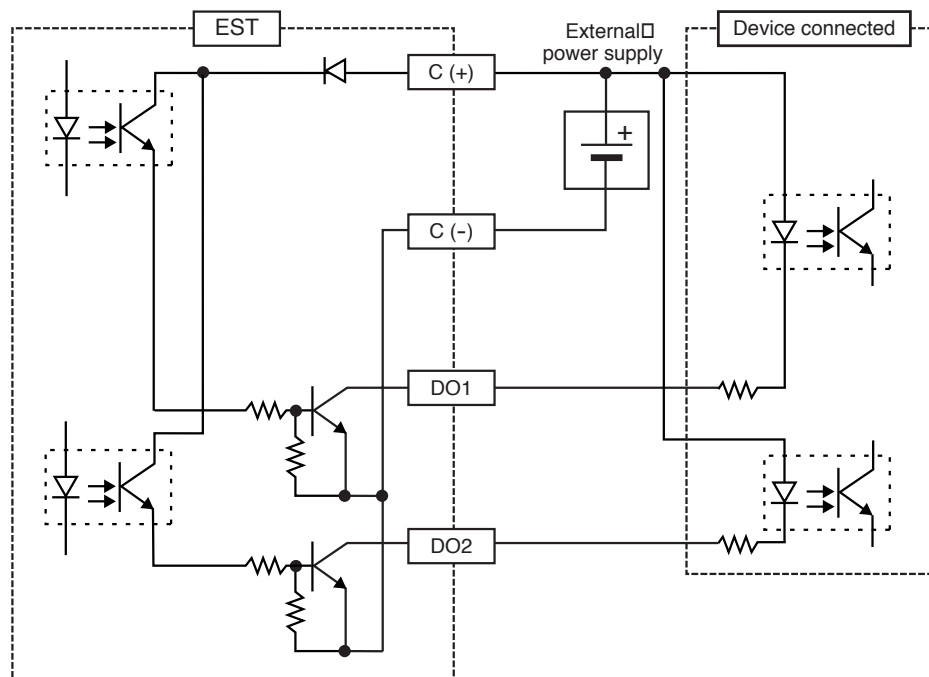 EST
External□
power supply
Device connected
C (+)
+
C (-)
DO1
DO2